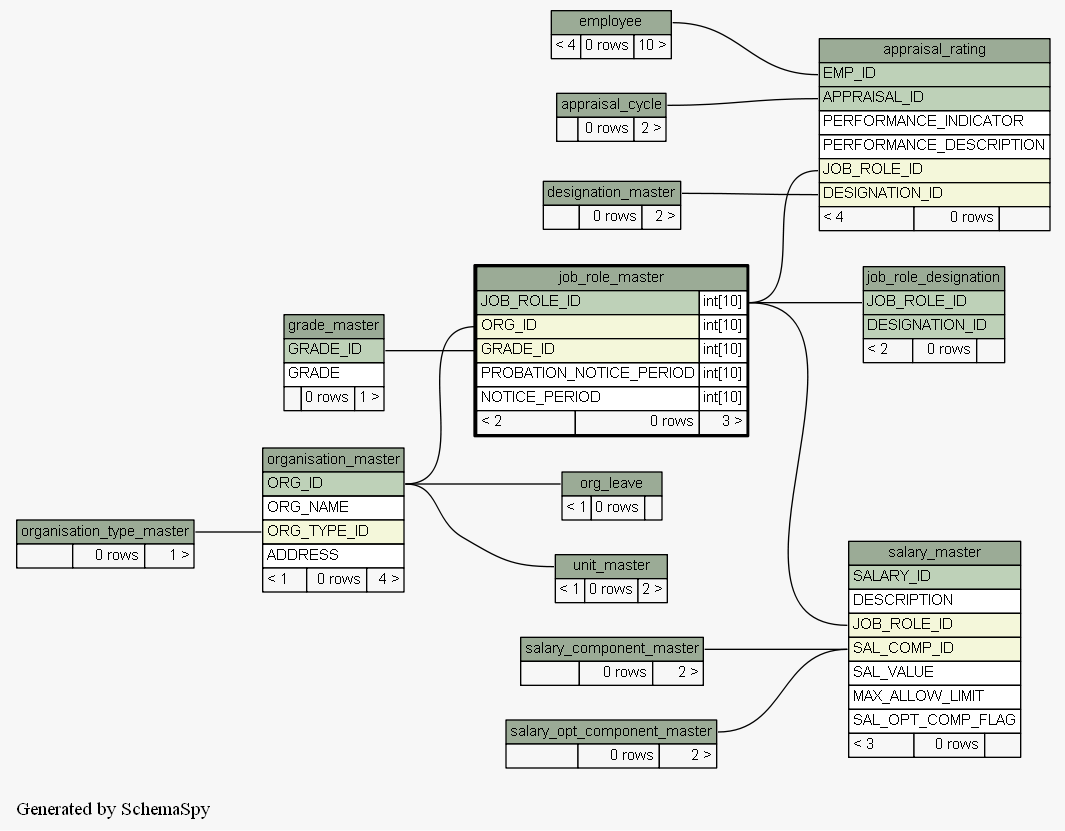 employee
< 4 0 rows 10 >
appraisal_rating
EMP_ID
APPRAISAL_ID
PERFORMANCE_INDICATOR
PERFORMANCE_DESCRIPTION
JOB_ROLE_ID
DESIGNATION_ID
< 4 0 rows
appraisal_cycle
0 rows 2 >
designation_master
0 rows 2 >
job_role_master
JOB_ROLE_ID int[10]
ORG_ID int[10]
GRADE_ID int[10]
PROBATION_NOTICE_PERIOD int[10]
NOTICE_PERIOD int[10]
< 2 0 rows 3 >
job_role_designation
JOB_ROLE_ID
DESIGNATION_ID
< 2 0 rows
grade_master
GRADE_ID
GRADE
0 rows 1 >
organisation_master
ORG_ID
ORG_NAME
ORG_TYPE_ID
ADDRESS
< 1 0 rows 4 >
org_leave
< 1 0 rows
organisation_type_master
0 rows 1 >
unit_master
< 1 0 rows 2 >
salary_master
SALARY_ID
DESCRIPTION
JOB_ROLE_ID
SAL_COMP_ID
SAL_VALUE
MAX_ALLOW_LIMIT
SAL_OPT_COMP_FLAG
< 3 0 rows
salary_component_master
0 rows 2 >
salary_opt_component_master
0 rows 2 >
Generated by SchemaSpy